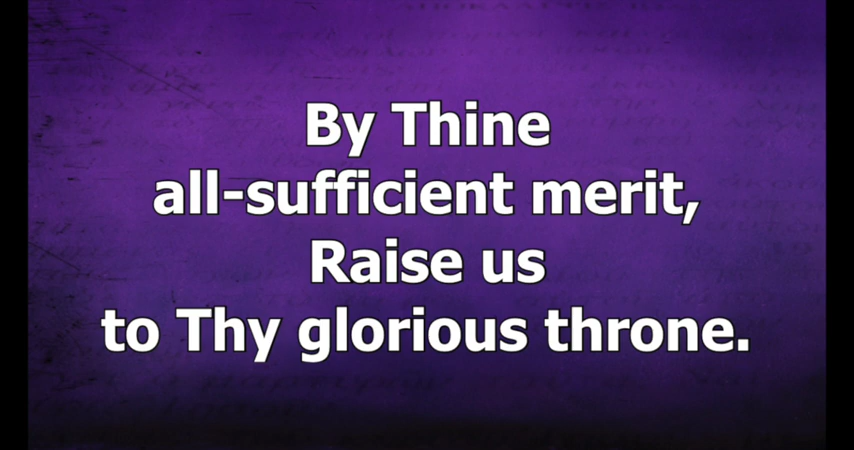 By Thine
all-sufficient merit,
Raise us
to Thy glorious throne.